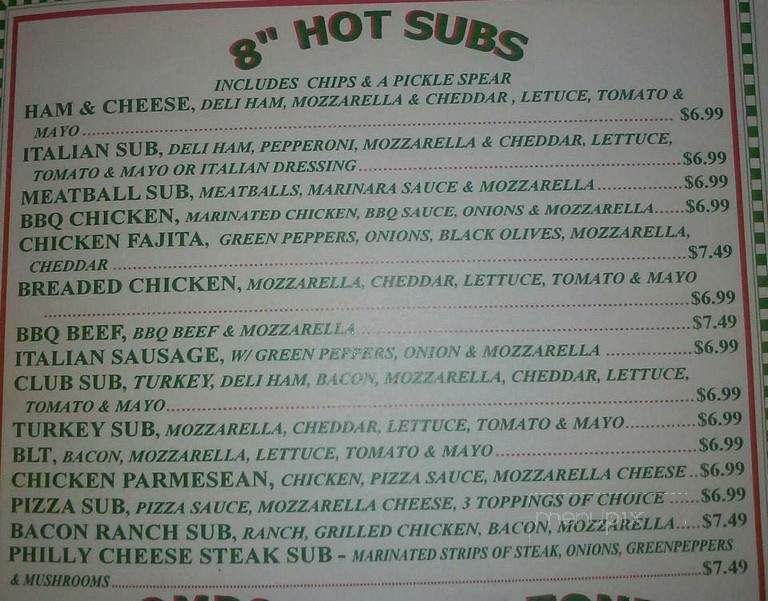 8" HOT SUBS
INCLUDES CHIPS & A PICKLE SPEAR
HAM & CHEESE, DELI HAM, MOZZARELLA & CHEDDAR , LETUCE, TOMATO &
MAYO........ $6.99
ITALIAN SUB, DELI HAM, PEPPERONI, MOZZARELLA & CHEDDAR, LETTUCE,
TOMATO & MAYO OR ITALIAN DRESSING........$6.99
MEATBALL SUB, MEATBALLS, MARINARA SAUCE & MOZZARELLA........$6.99
BBQ CHICKEN, MARINATED CHICKEN, BBQ SAUCE, ONIONS & MOZZARELLA......$6.99
CHICKEN FAJITA, GREEN PEPPERS, ONIONS, BLACK OLIVES, MOZZARELLA,
CHEDDAR ........$7.49
BREADED CHICKEN, MOZZARELLA, CHEDDAR, LETTUCE, TOMATO & MAYO
........$6.99
BBQ BEEF, BBQ BEEF & MOZZARELLA........$7.49
ITALIAN SAUSAGE, W/ GREEN PEPPERS, ONION & MOZZARELLA ........$6.99
CLUB SUB, TURKEY, DELI HAM, BACON, MOZZARELLA, CHEDDAR, LETTUCE,
TOMATO & MAYO........$6.99
TURKEY SUB, MOZZARELLA, CHEDDAR, LETTUCE, TOMATO & MAYO........$6.99
BLT, BACON, MOZZARELLA, LETTUCE, TOMATO & MAYO........$6.99
CHICKEN PARMESEAN, CHICKEN, PIZZA SAUCE, MOZZARELLA CHEESE..$6.99
PIZZA SUB, PIZZA SAUCE, MOZZARELLA CHEESE, 3 TOPPINGS OF CHOICE ......$6.99
BACON RANCH SUB, RANCH, GRILLED CHICKEN, BACON, MOZZERELLA....$7.49
PHILLY CHEESE STEAK SUB - MARINATED STRIPS OF STEAK, ONIONS, GREENPEPPERS
& MUSHROOMS........$7.49
menupix